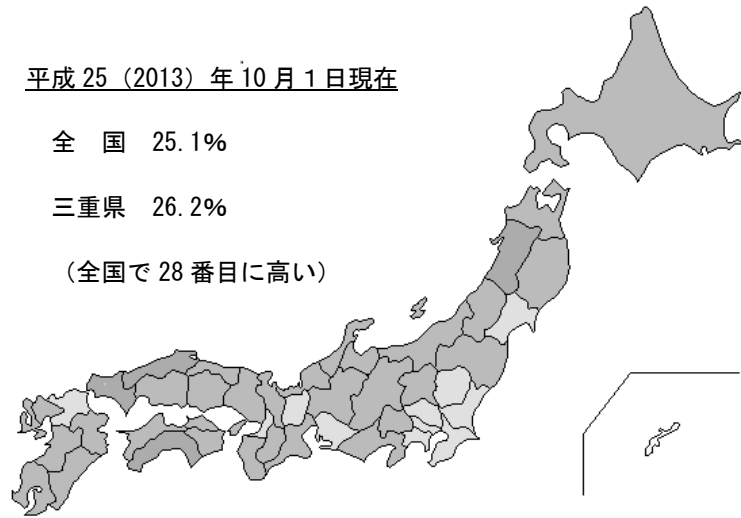 平成 25（2013）年 10 月 1 日現在
全　国　25.1%
三重県　26.2%
（全国で 28 番目に高い）